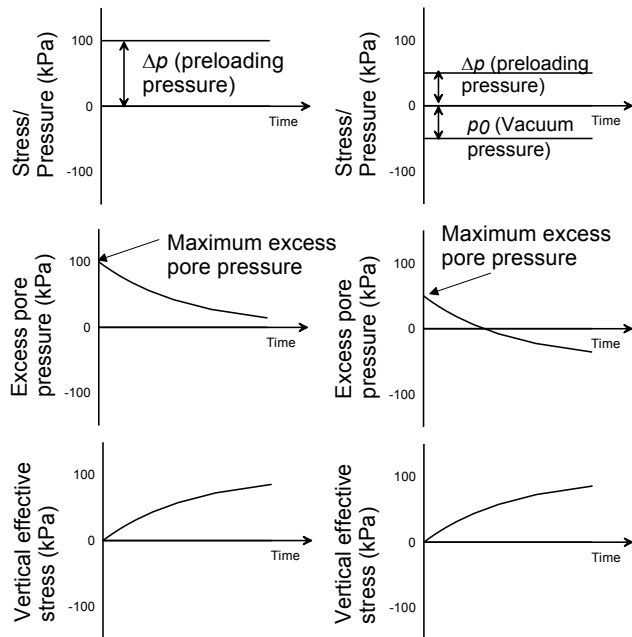 Stress/
Pressure (kPa)
100
0
-100
Δp (preloading
pressure)
Time
Stress/
Pressure (kPa)
100
0
-100
Δp (preloading
pressure)
p0 (Vacuum
pressure)
Time
Excess pore
pressure (kPa)
100
0
-100
Maximum excess
pore pressure
Time
Excess pore
pressure (kPa)
100
0
-100
Maximum excess
pore pressure
Time
Vertical effective
stress (kPa)
100
0
-100
Time
Vertical effective
stress (kPa)
100
0
-100
Time